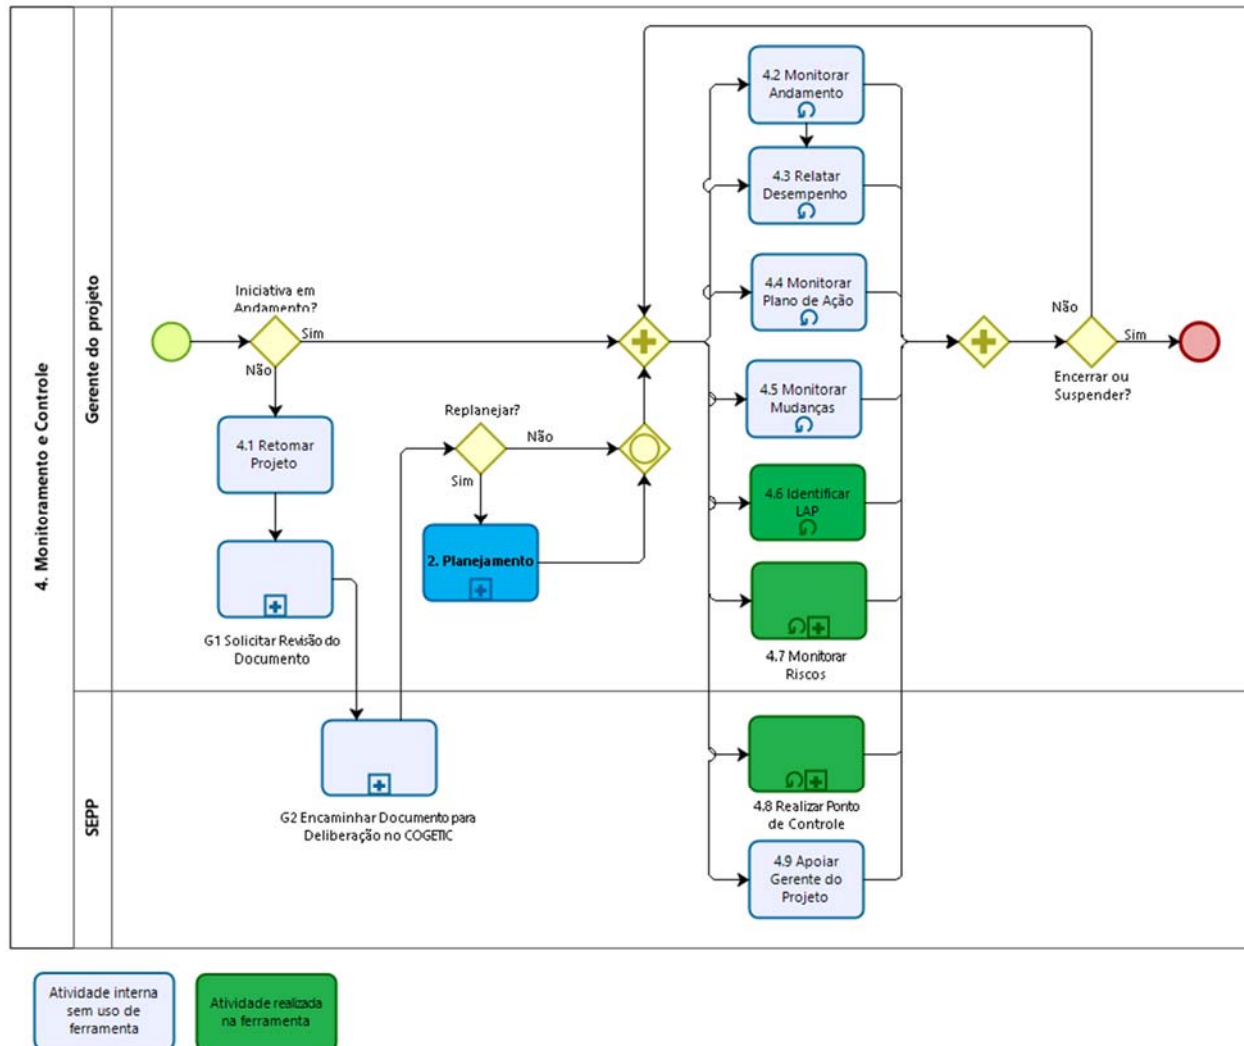 4. Monitoramento e Controle
Gerente do projeto
SEPP
Iniciativa em
Andamento?
Sim
Não
4.1 Retomar
Projeto
G1 Solicitar Revisão do
Documento
G2 Encaminhar Documento para
Deliberação no COGETIC
Replanejar?
Não
Sim
2. Planejamento
4.2 Monitorar
Andamento
4.3 Relatar
Desempenho
4.4 Monitorar
Plano de Ação
4.5 Monitorar
Mudanças
4.6 Identificar
LAP
4.7 Monitorar
Riscos
4.8 Realizar Ponto
de Controle
4.9 Apoiar
Gerente do
Projeto
Não
Sim
Encerrar ou
Suspender?
Atividade interna
sem uso de
ferramenta
Atividade realizada
na ferramenta